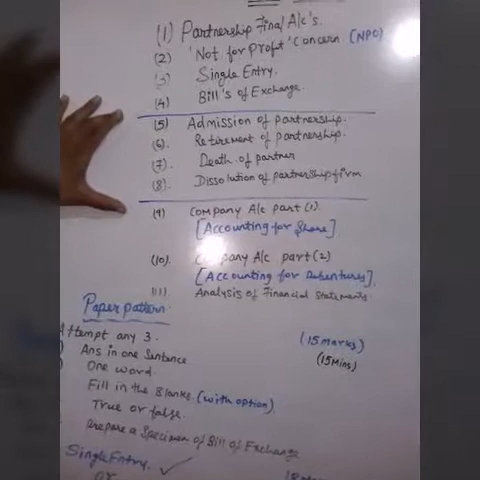 (1) Partnership Final A/c's.
(2) 'Not for Profit' Concern (NPO)
(3) Single Entry.
(4) Bill's of Exchange.
(5) Admission of partnership.
(6). Retirement of partnership.
(7). Death of partner
(8). Dissolution of partnership firm
(9) Company A/c part (1)
[Accounting for Share]
(10). Company A/c part (2)
[Accounting for Debentures].
(11) Analysis of Financial statements
Paper pattern
Attempt any 3. (15 marks)
Ans in one Sentence (15 Mins)
One word.
Fill in the Blanks (with option).
True or false.
Prepare a Specimen of Bill of Exchange
Single Entry. ✓
or